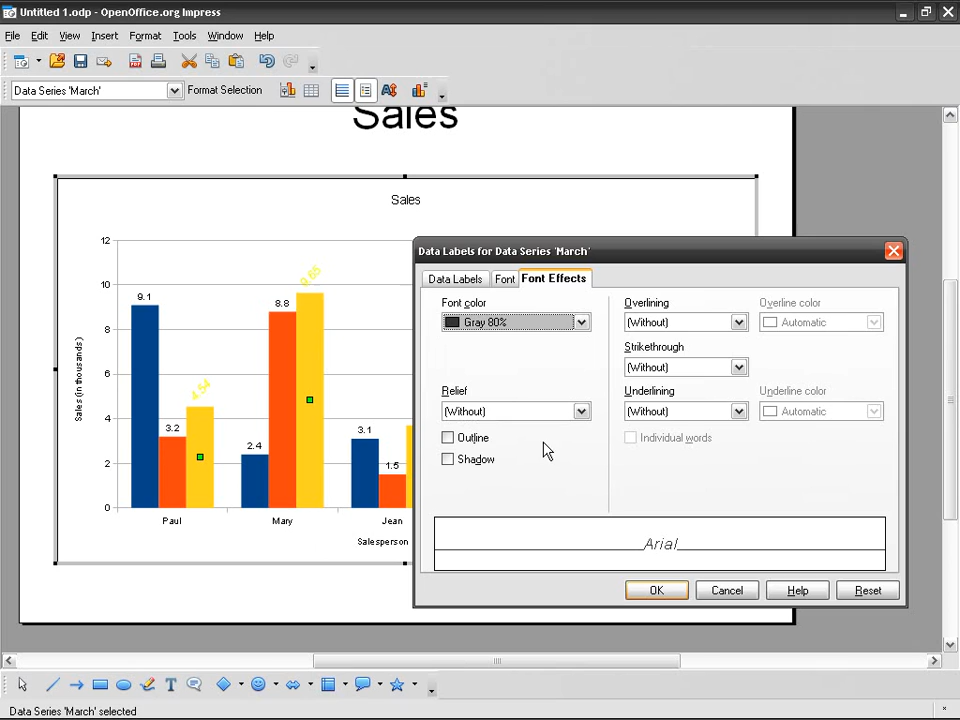 Untitled 1.odp - OpenOffice.org Impress
File Edit View Insert Format Tools Window Help
Data Series 'March' Format Selection
Sales
Sales
12
10
8
6
4
2
0
Sales (in thousands)
9.1
3.2
4.54
2.4
8.8
9.65
3.1
1.5
Paul Mary Jean
Salesperson
Data Labels for Data Series 'March'
Data Labels Font Font Effects
Font color
Gray 80%
Relief
(Without)
Outline
Shadow
Overlining Overline color
(Without) Automatic
Strikethrough
(Without)
Underlining Underline color
(Without) Automatic
Individual words
Arial
OK Cancel Help Reset
Data Series 'March' selected